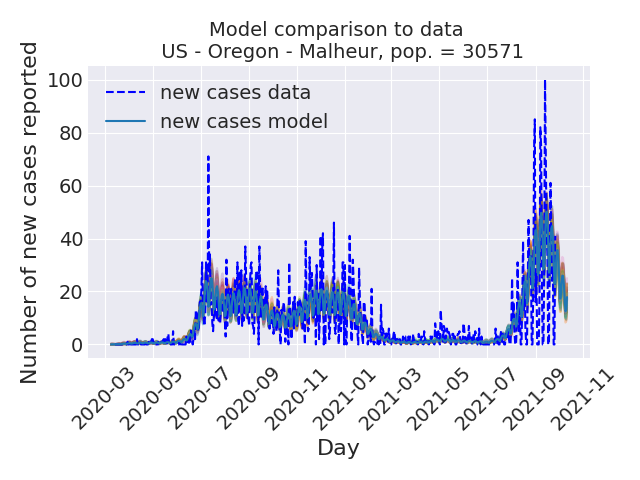 Model comparison to data
US - Oregon - Malheur, pop. = 30571
Number of new cases reported
100
80
60
40
20
0
new cases data
new cases model
2020-03
2020-05
2020-07
2020-09
2020-11
2021-01
2021-03
2021-05
2021-07
2021-09
2021-11
Day